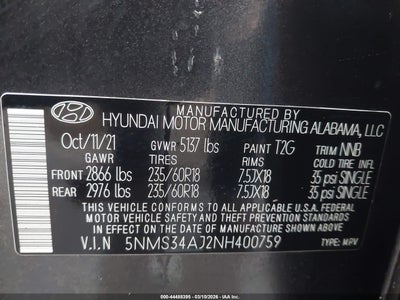 MANUFACTURED BY
HYUNDAI MOTOR MANUFACTURING ALABAMA, LLC
Oct/11/21 GVWR 5137 lbs PAINT T2G TRIM NNB
GAWR TIRES RIMS COLD TIRE INFL
FRONT 2866 lbs 235/60R18 7.5JX18 35 psi SINGLE
REAR 2976 lbs 235/60R18 7.5JX18 35 psi SINGLE
THIS VEHICLE CONFORMS TO ALL APPLICABLE FEDERAL MOTOR VEHICLE SAFETY AND THEFT PREVENTION STANDARDS IN EFFECT ON THE DATE OF MANUFACTURE SHOWN ABOVE.
V.I.N 5NMS34AJ2NH400759 TYPE: MPV
000-44488395 - 03/10/2026 - COPYRIGHT IAA, LLC